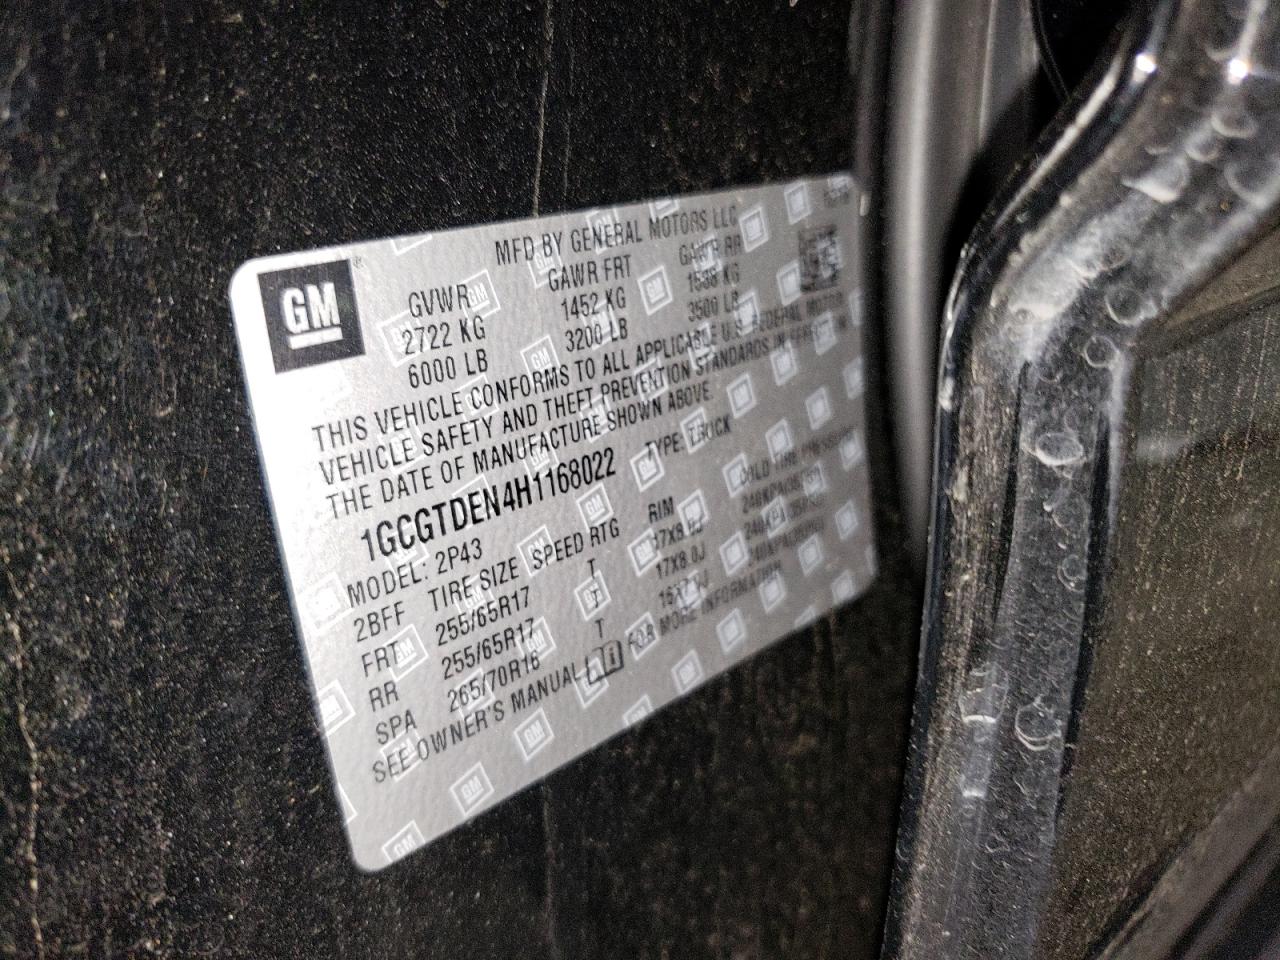 GM
MFD BY GENERAL MOTORS LLC
GVWR GAWR FRT GAWR RR
2722 KG 1452 KG 1588 KG
6000 LB 3200 LB 3500 LB
THIS VEHICLE CONFORMS TO ALL APPLICABLE U.S. FEDERAL MOTOR
VEHICLE SAFETY AND THEFT PREVENTION STANDARDS IN EFFECT ON
THE DATE OF MANUFACTURE SHOWN ABOVE.
1GCGTDEN4H1168022 TYPE: TRUCK
MODEL: 2P43
2BFF TIRE SIZE SPEED RTG RIM COLD TIRE PRESSURE
FRT 255/65R17 T 17X8.0J
RR 255/65R17 T 17X8.0J
SPA 265/70R16 T
SEE OWNER'S MANUAL FOR MORE INFORMATION